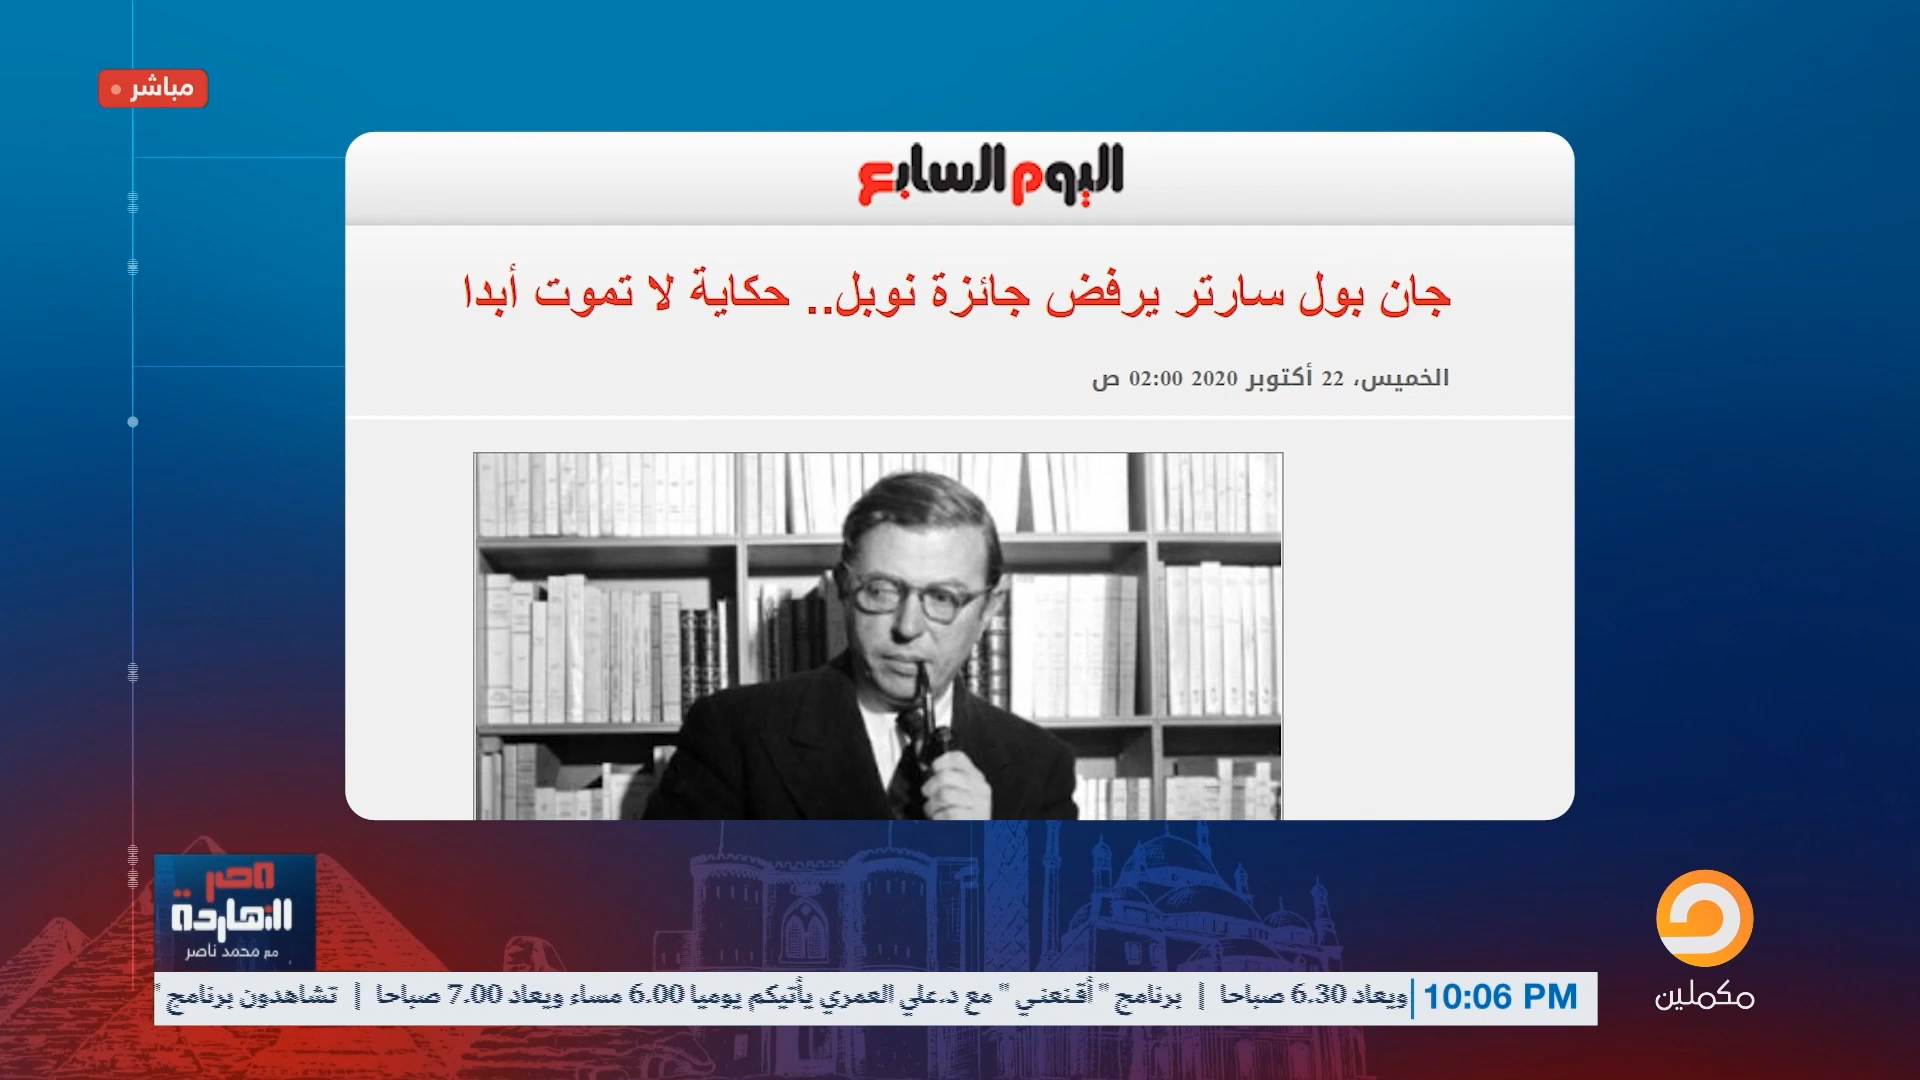 مباشر
اليوم السابع
جان بول سارتر يرفض جائزة نوبل.. حكاية لا تموت أبدا
الخميس، 22 أكتوبر 2020 02:00 ص
مصر
النهاردة
مع محمد ناصر
مكملين
10:06 PM
ويعاد 6.30 صباحا | برنامج " أقنعني " مع د.علي العمري يأتيكم يوميا 6.00 مساء ويعاد 7.00 صباحا | تشاهدون برنامج "